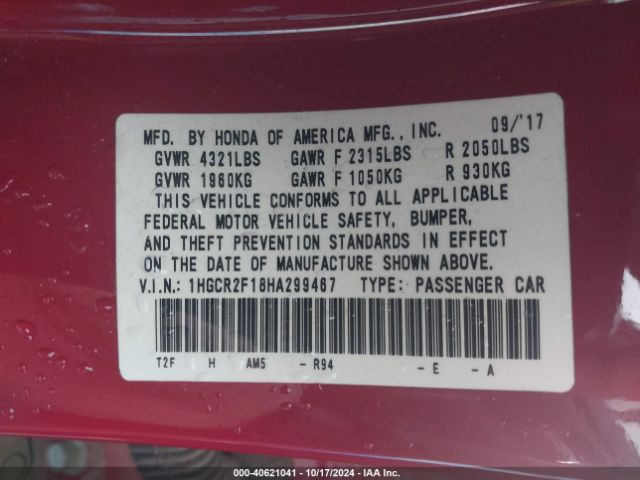 09/'17
MFD. BY HONDA OF AMERICA MFG., INC.
GVWR 4321LBS GAWR F 2315LBS R 2050LBS
GVWR 1960KG GAWR F 1050KG R 930KG
THIS VEHICLE CONFORMS TO ALL APPLICABLE
FEDERAL MOTOR VEHICLE SAFETY, BUMPER,
AND THEFT PREVENTION STANDARDS IN EFFECT
ON THE DATE OF MANUFACTURE SHOWN ABOVE.
V.I.N.: 1HGCR2F18HA299467 TYPE: PASSENGER CAR
T2F H AM5 - R94 - E - A
000-40621041 | 10/17/2024 | IAA Inc.